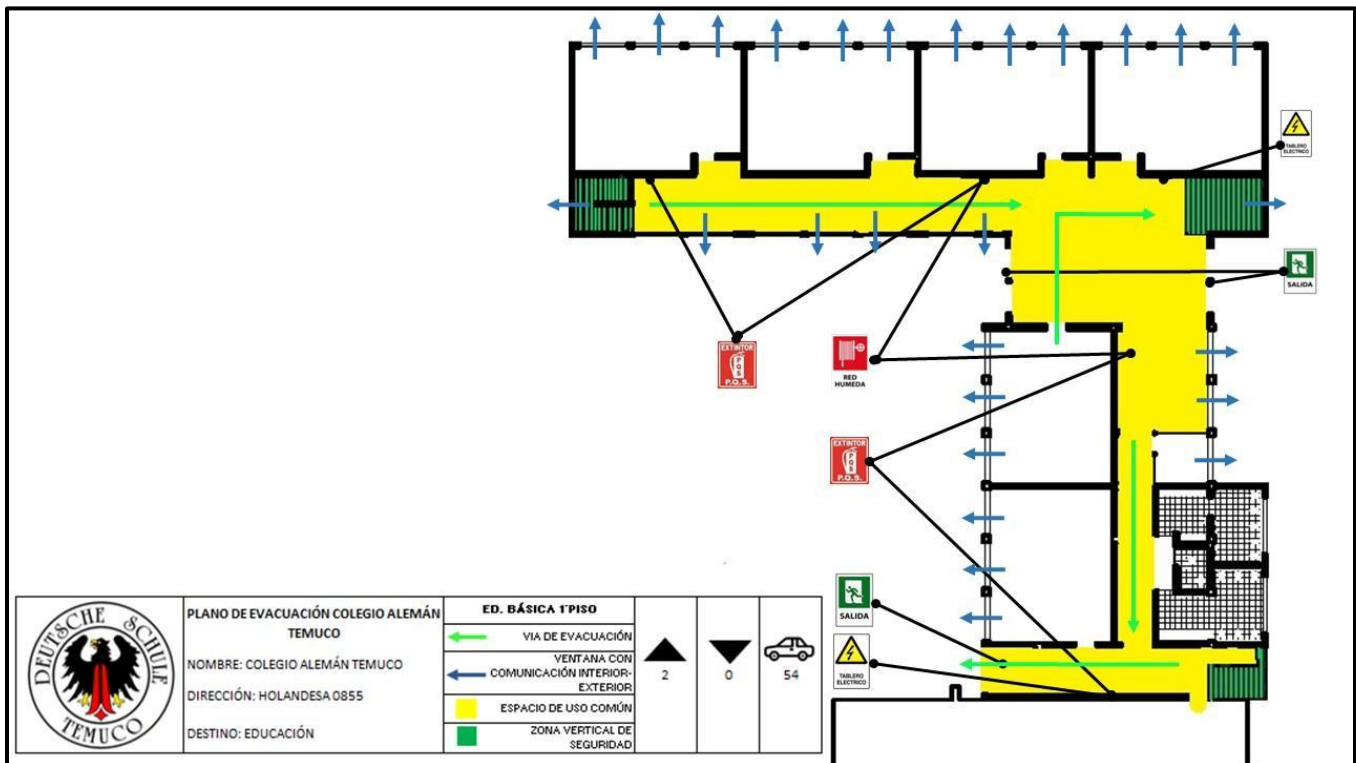 TABLERO
ELECTRICO
SALIDA
EXTINTOR
PQS
P.Q.S.
RED
HUMEDA
EXTINTOR
PQS
P.Q.S.
SALIDA
TABLERO
ELECTRICO
DEUTSCHE SCHULE
TEMUCO
PLANO DE EVACUACIÓN COLEGIO ALEMÁN
TEMUCO
NOMBRE: COLEGIO ALEMÁN TEMUCO
DIRECCIÓN: HOLANDESA 0855
DESTINO: EDUCACIÓN
ED. BÁSICA 1°PISO
VIA DE EVACUACIÓN
VENTANA CON
COMUNICACIÓN INTERIOR-
EXTERIOR
ESPACIO DE USO COMÚN
ZONA VERTICAL DE
SEGURIDAD
2
0
54